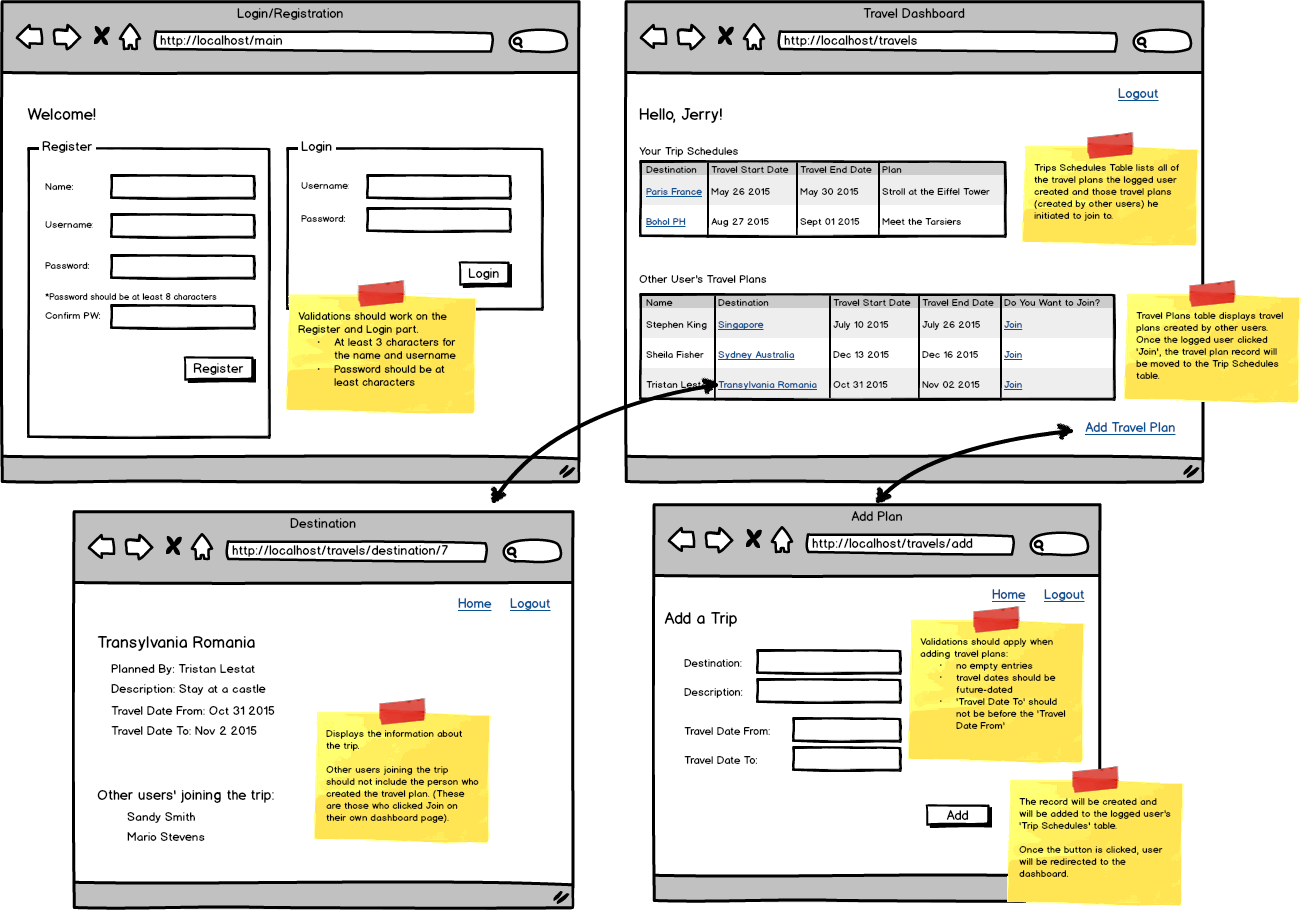 Login/Registration
http://localhost/main
Welcome!
Register
Name:
Username:
Password:
*Password should be at least 8 characters
Confirm PW:
Register
Login
Username:
Password:
Login
Validations should work on the
Register and Login part.
· At least 3 characters for
the name and username
· Password should be at
least characters
Travel Dashboard
http://localhost/travels
Logout
Hello, Jerry!
Your Trip Schedules
Destination Travel Start Date Travel End Date Plan
Paris France May 26 2015 May 30 2015 Stroll at the Eiffel Tower
Bohol PH Aug 27 2015 Sept 01 2015 Meet the Tarsiers
Trips Schedules Table lists all of
the travel plans the logged user
created and those travel plans
(created by other users) he
initiated to join to.
Other User's Travel Plans
Name Destination Travel Start Date Travel End Date Do You Want to Join?
Stephen King Singapore July 10 2015 July 26 2015 Join
Sheila Fisher Sydney Australia Dec 13 2015 Dec 16 2015 Join
Tristan Lestat Transylvania Romania Oct 31 2015 Nov 02 2015 Join
Travel Plans table displays travel
plans created by other users.
Once the logged user clicked
'Join', the travel plan record will
be moved to the Trip Schedules
table.
Add Travel Plan
Destination
http://localhost/travels/destination/7
Home Logout
Transylvania Romania
Planned By: Tristan Lestat
Description: Stay at a castle
Travel Date From: Oct 31 2015
Travel Date To: Nov 2 2015
Other users' joining the trip:
Sandy Smith
Mario Stevens
Displays the information about
the trip.
Other users joining the trip
should not include the person who
created the travel plan. (These
are those who clicked Join on
their own dashboard page).
Add Plan
http://localhost/travels/add
Home Logout
Add a Trip
Destination:
Description:
Travel Date From:
Travel Date To:
Add
Validations should apply when
adding travel plans:
· no empty entries
· travel dates should be
future-dated
· 'Travel Date To' should
not be before the 'Travel
Date From'
The record will be created and
will be added to the logged user's
'Trip Schedules' table.
Once the button is clicked, user
will be redirected to the
dashboard.